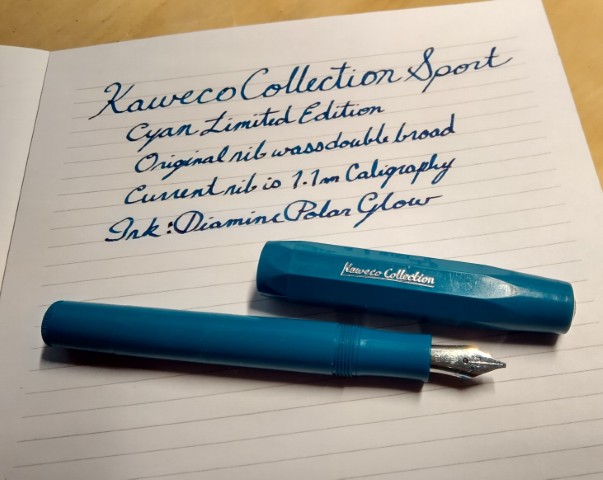 Kaweco Collection Sport
Cyan Limited Edition
Original nib was double broad
Current nib is 1.1mm Caligraphy
Ink: Diamine Polar Glow
Kaweco Collection